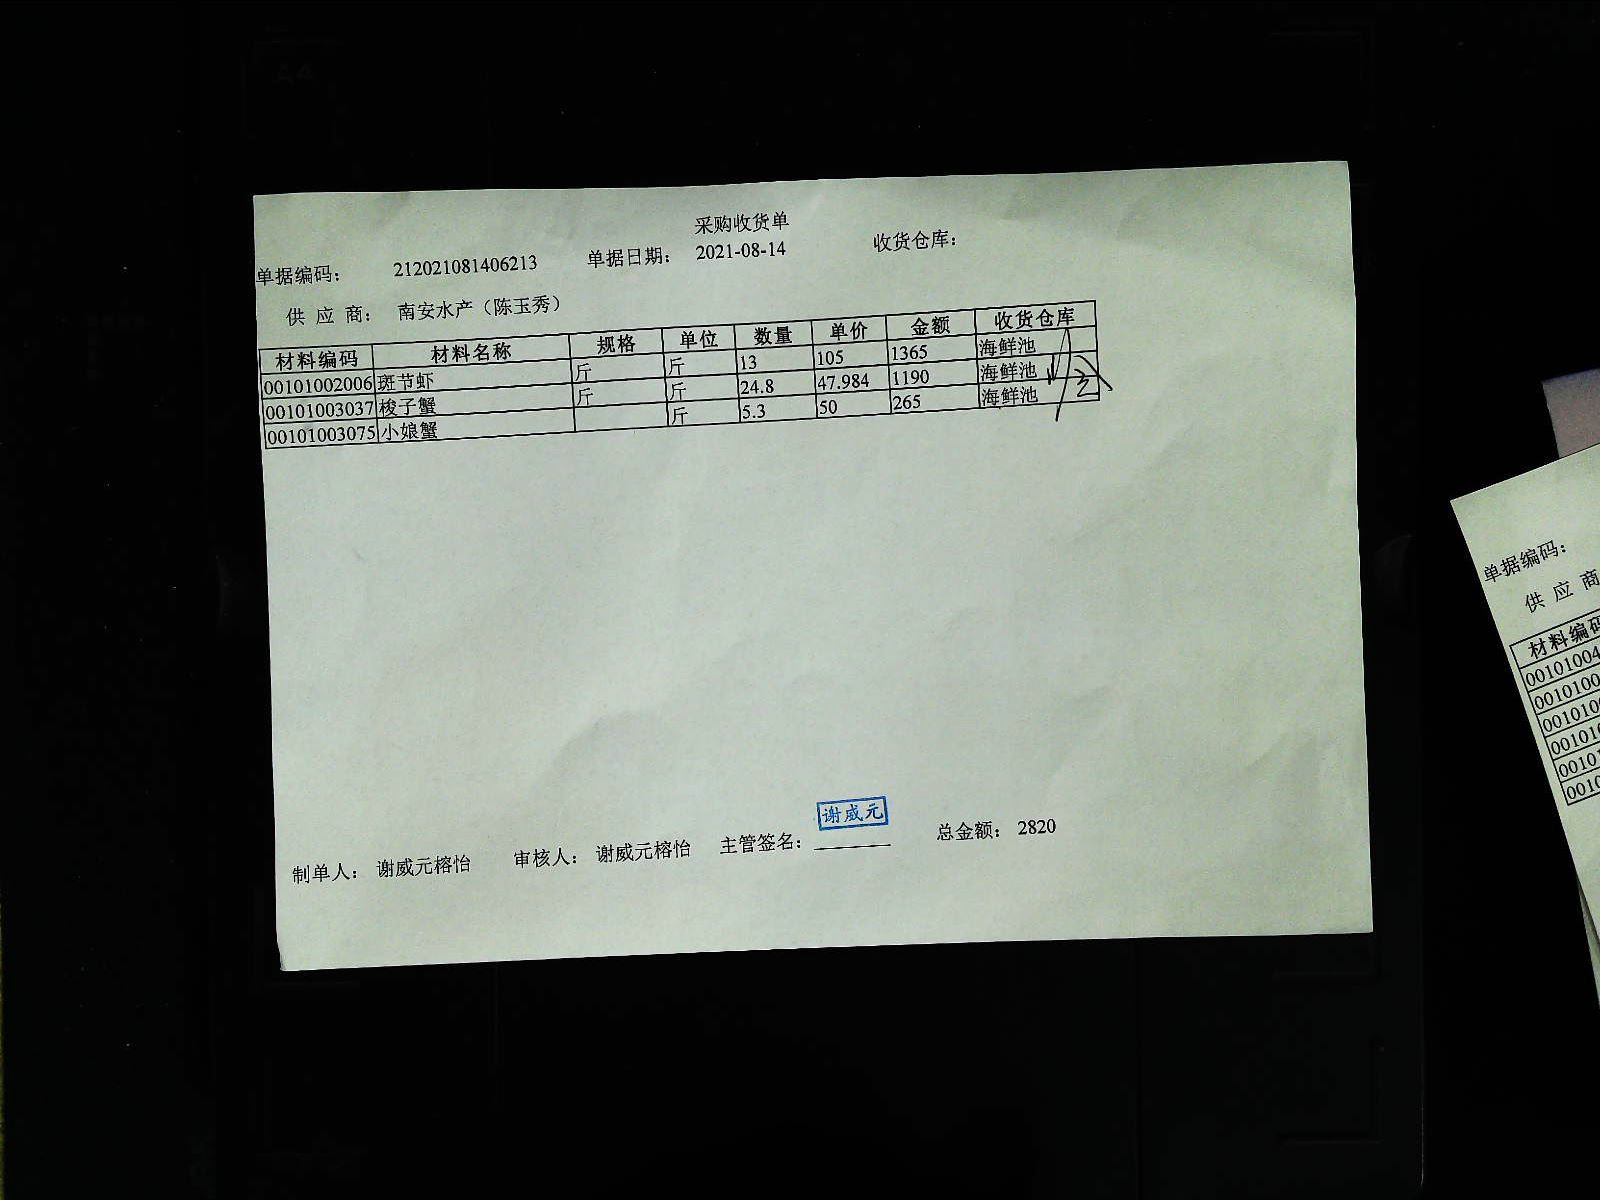 采购收货单
单据编码： 212021081406213 单据日期： 2021-08-14 收货仓库：
供 应 商： 南安水产（陈玉秀）
材料编码 材料名称 规格 单位 数量 单价 金额 收货仓库
00101002006 斑节虾 斤 斤 13 105 1365 海鲜池
00101003037 梭子蟹 斤 斤 24.8 47.984 1190 海鲜池
00101003075 小娘蟹 斤 5.3 50 265 海鲜池
谢威元
制单人： 谢威元榕怡 审核人： 谢威元榕怡 主管签名： 总金额： 2820
单据编码：
供 应 商
材料编码